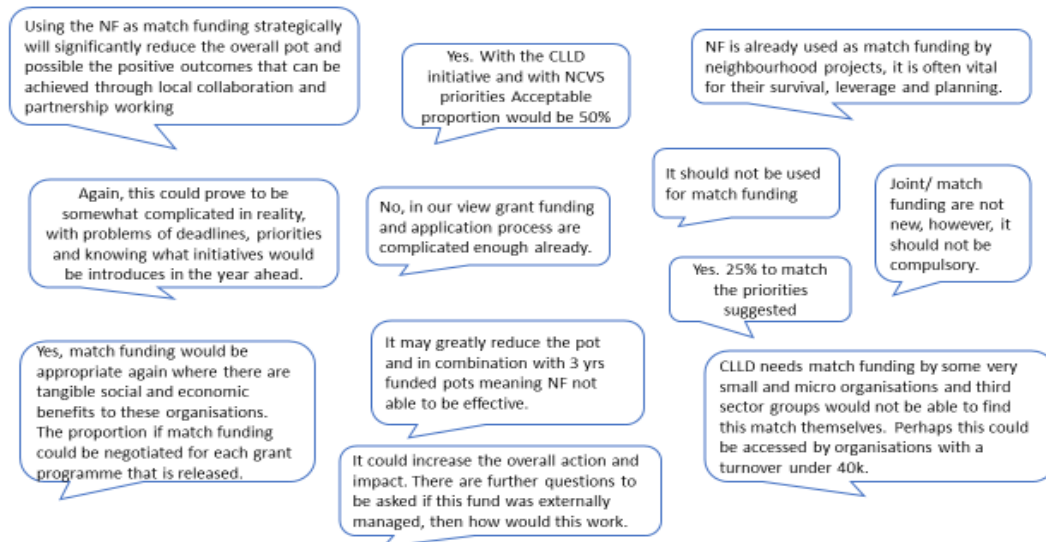 Using the NF as match funding strategically
will significantly reduce the overall pot and
possible the positive outcomes that can be
achieved through local collaboration and
partnership working
Yes. With the CLLD
initiative and with NCVS
priorities Acceptable
proportion would be 50%
NF is already used as match funding by
neighbourhood projects, it is often vital
for their survival, leverage and planning.
Again, this could prove to be
somewhat complicated in reality,
with problems of deadlines, priorities
and knowing what initiatives would
be introduces in the year ahead.
No, in our view grant funding
and application process are
complicated enough already.
It should not be used
for match funding
Joint/ match
funding are not
new, however, it
should not be
compulsory.
Yes. 25% to match
the priorities
suggested
Yes, match funding would be
appropriate again where there are
tangible social and economic
benefits to these organisations.
The proportion if match funding
could be negotiated for each grant
programme that is released.
It may greatly reduce the pot
and in combination with 3 yrs
funded pots meaning NF not
able to be effective.
CLLD needs match funding by some very
small and micro organisations and third
sector groups would not be able to find
this match themselves. Perhaps this could
be accessed by organisations with a
turnover under 40k.
It could increase the overall action and
impact. There are further questions to
be asked if this fund was externally
managed, then how would this work.